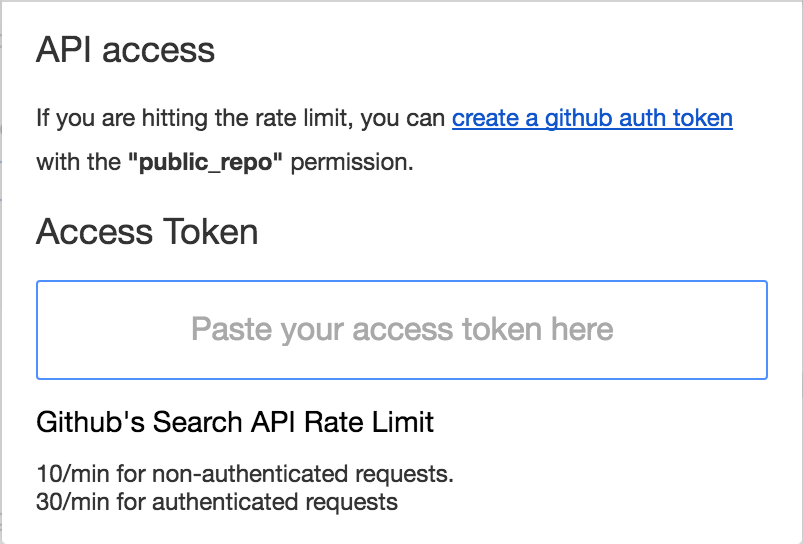 API access
If you are hitting the rate limit, you can create a github auth token
with the "public_repo" permission.
Access Token
Paste your access token here
Github's Search API Rate Limit
10/min for non-authenticated requests.
30/min for authenticated requests